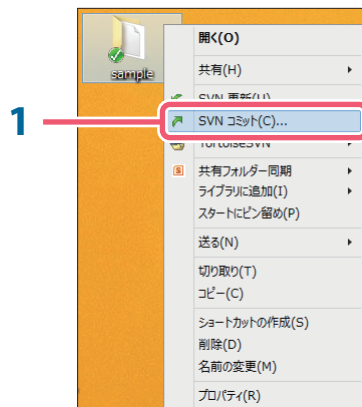 sample
1
開く(O)
共有(H)
SVN 更新(U)
SVN コミット(C)...
TortoiseSVN
共有フォルダー同期
ライブラリに追加(I)
スタートにピン留め(P)
送る(N)
切り取り(T)
コピー(C)
ショートカットの作成(S)
削除(D)
名前の変更(M)
プロパティ(R)